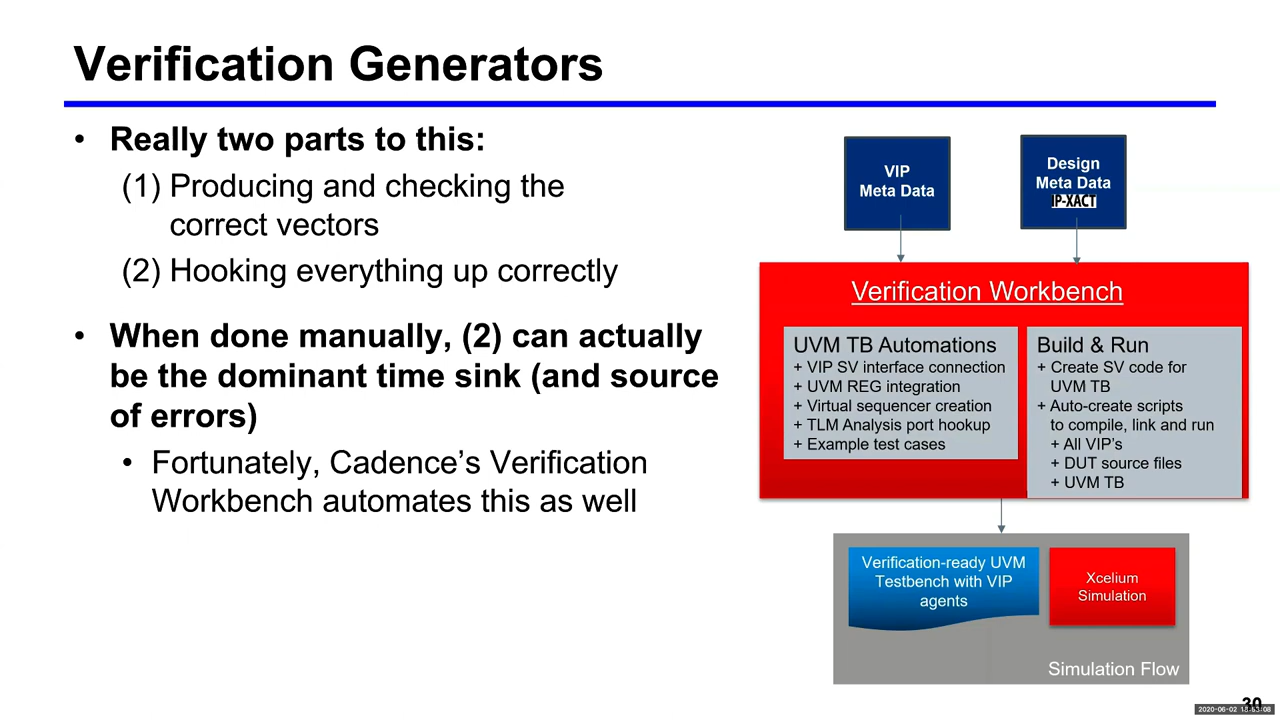 Verification Generators
• Really two parts to this:
(1) Producing and checking the
correct vectors
(2) Hooking everything up correctly
• When done manually, (2) can actually
be the dominant time sink (and source
of errors)
• Fortunately, Cadence’s Verification
Workbench automates this as well
VIP
Meta Data
Design
Meta Data
IP-XACT
Verification Workbench
UVM TB Automations
+ VIP SV interface connection
+ UVM REG integration
+ Virtual sequencer creation
+ TLM Analysis port hookup
+ Example test cases
Build & Run
+ Create SV code for
UVM TB
+ Auto-create scripts
to compile, link and run
+ All VIP’s
+ DUT source files
+ UVM TB
Verification-ready UVM
Testbench with VIP
agents
Xcelium
Simulation
Simulation Flow
30